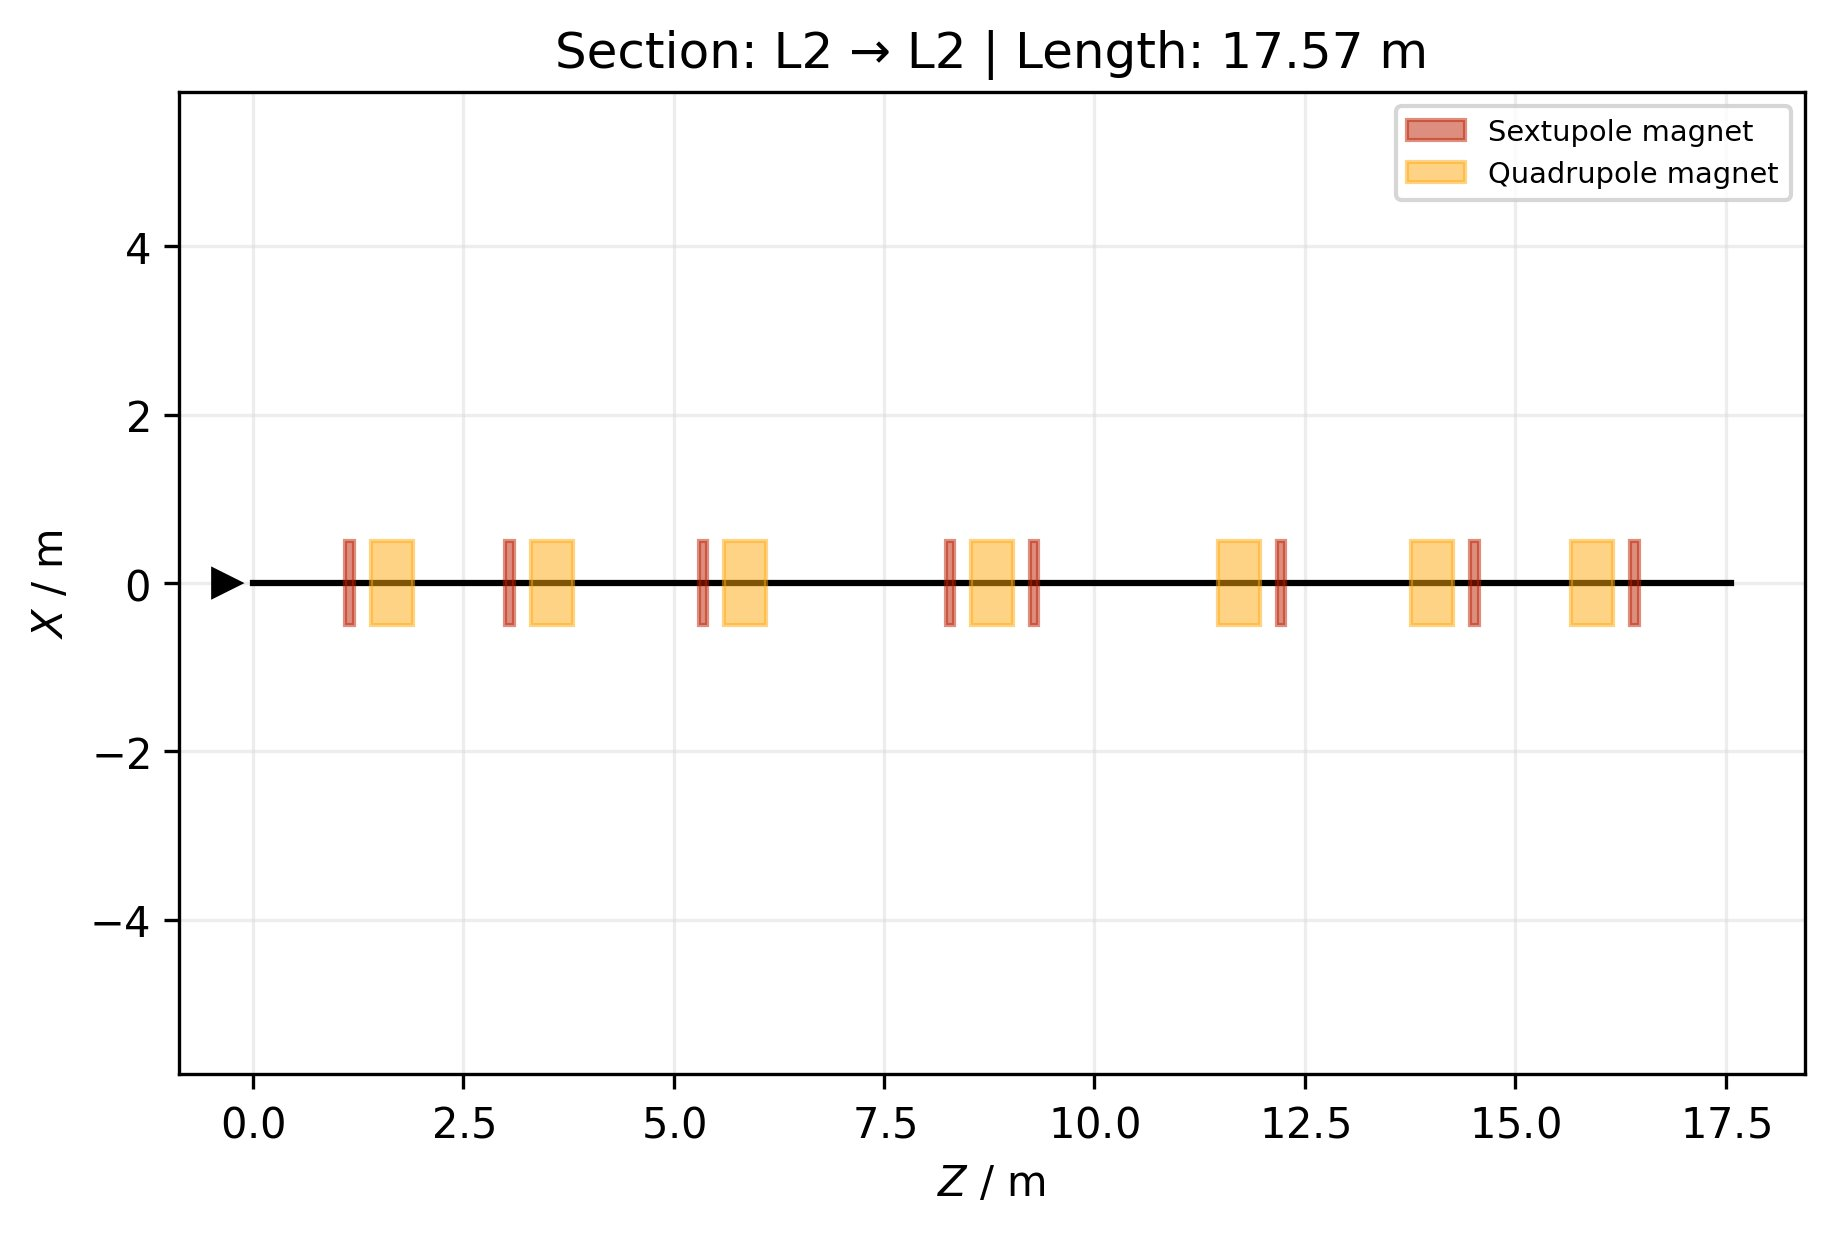 Section: L2 → L2 | Length: 17.57 m
Sextupole magnet
Quadrupole magnet
X / m
4
2
0
−2
−4
0.0 2.5 5.0 7.5 10.0 12.5 15.0 17.5
Z / m